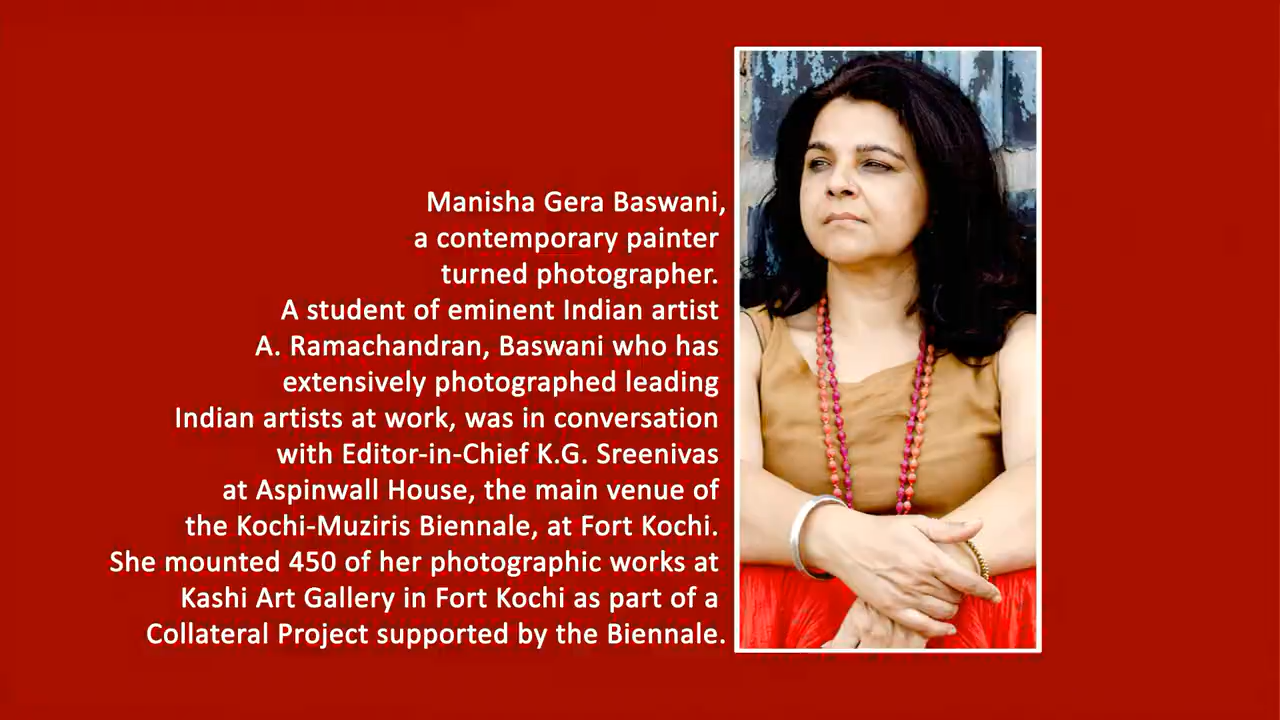 Manisha Gera Baswani,
a contemporary painter
turned photographer.
A student of eminent Indian artist
A. Ramachandran, Baswani who has
extensively photographed leading
Indian artists at work, was in conversation
with Editor-in-Chief K.G. Sreenivas
at Aspinwall House, the main venue of
the Kochi-Muziris Biennale, at Fort Kochi.
She mounted 450 of her photographic works at
Kashi Art Gallery in Fort Kochi as part of a
Collateral Project supported by the Biennale.